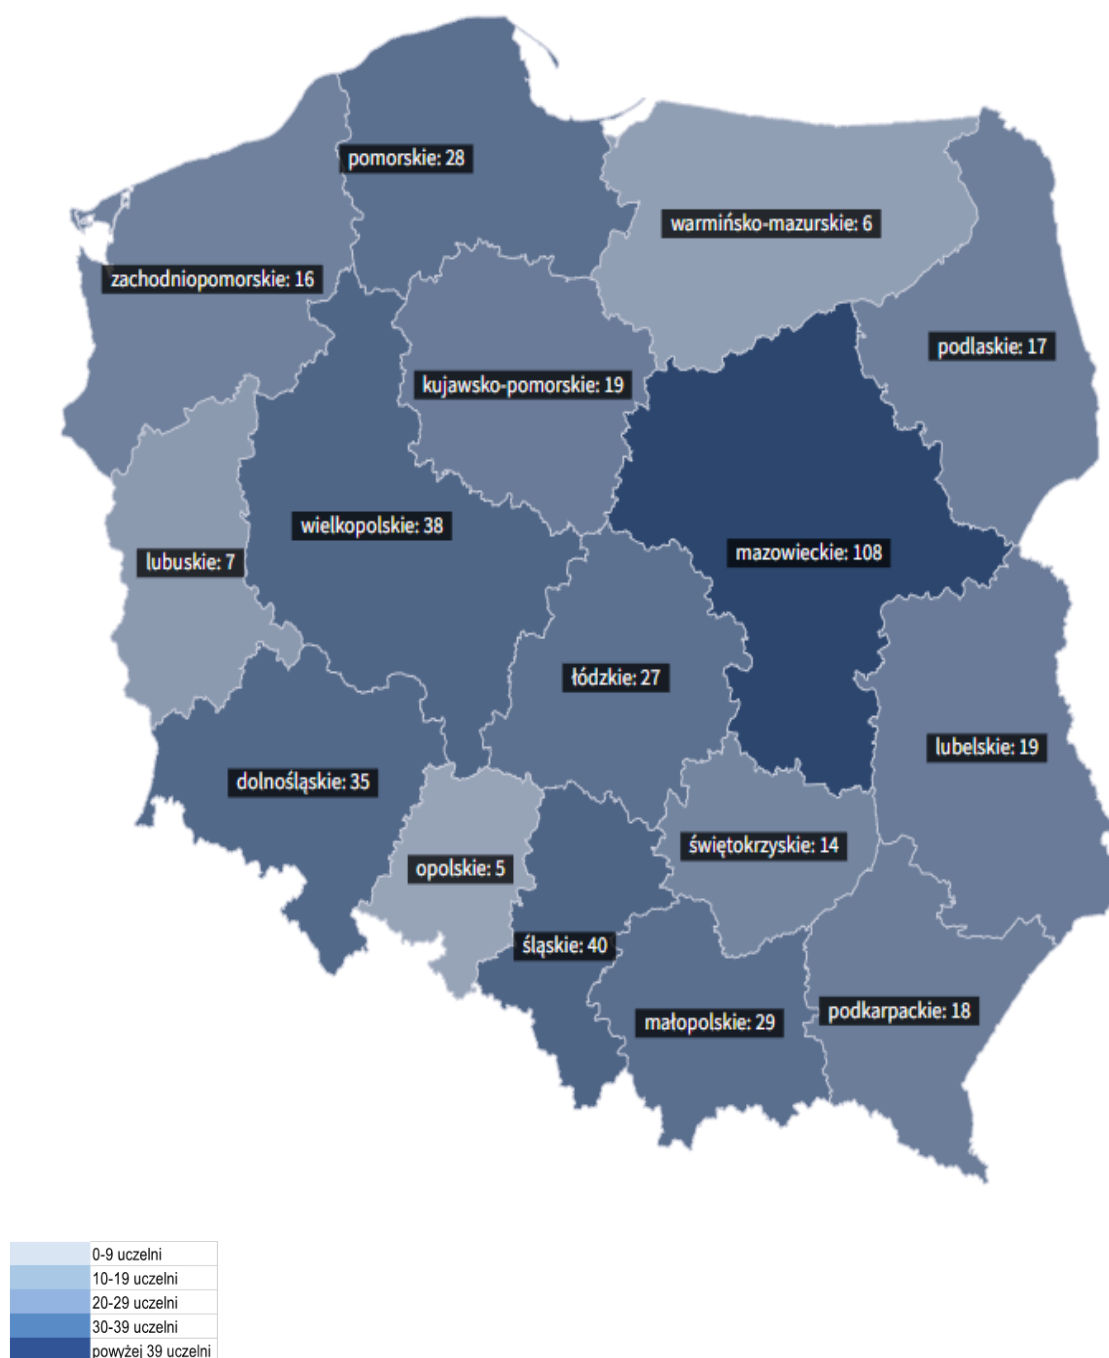 pomorskie: 28
warmińsko-mazurskie: 6
zachodniopomorskie: 16
podlaskie: 17
kujawsko-pomorskie: 19
wielkopolskie: 38
mazowieckie: 108
lubuskie: 7
łódzkie: 27
lubelskie: 19
dolnośląskie: 35
świętokrzyskie: 14
opolskie: 5
śląskie: 40
podkarpackie: 18
małopolskie: 29
0-9 uczelni
10-19 uczelni
20-29 uczelni
30-39 uczelni
powyżej 39 uczelni